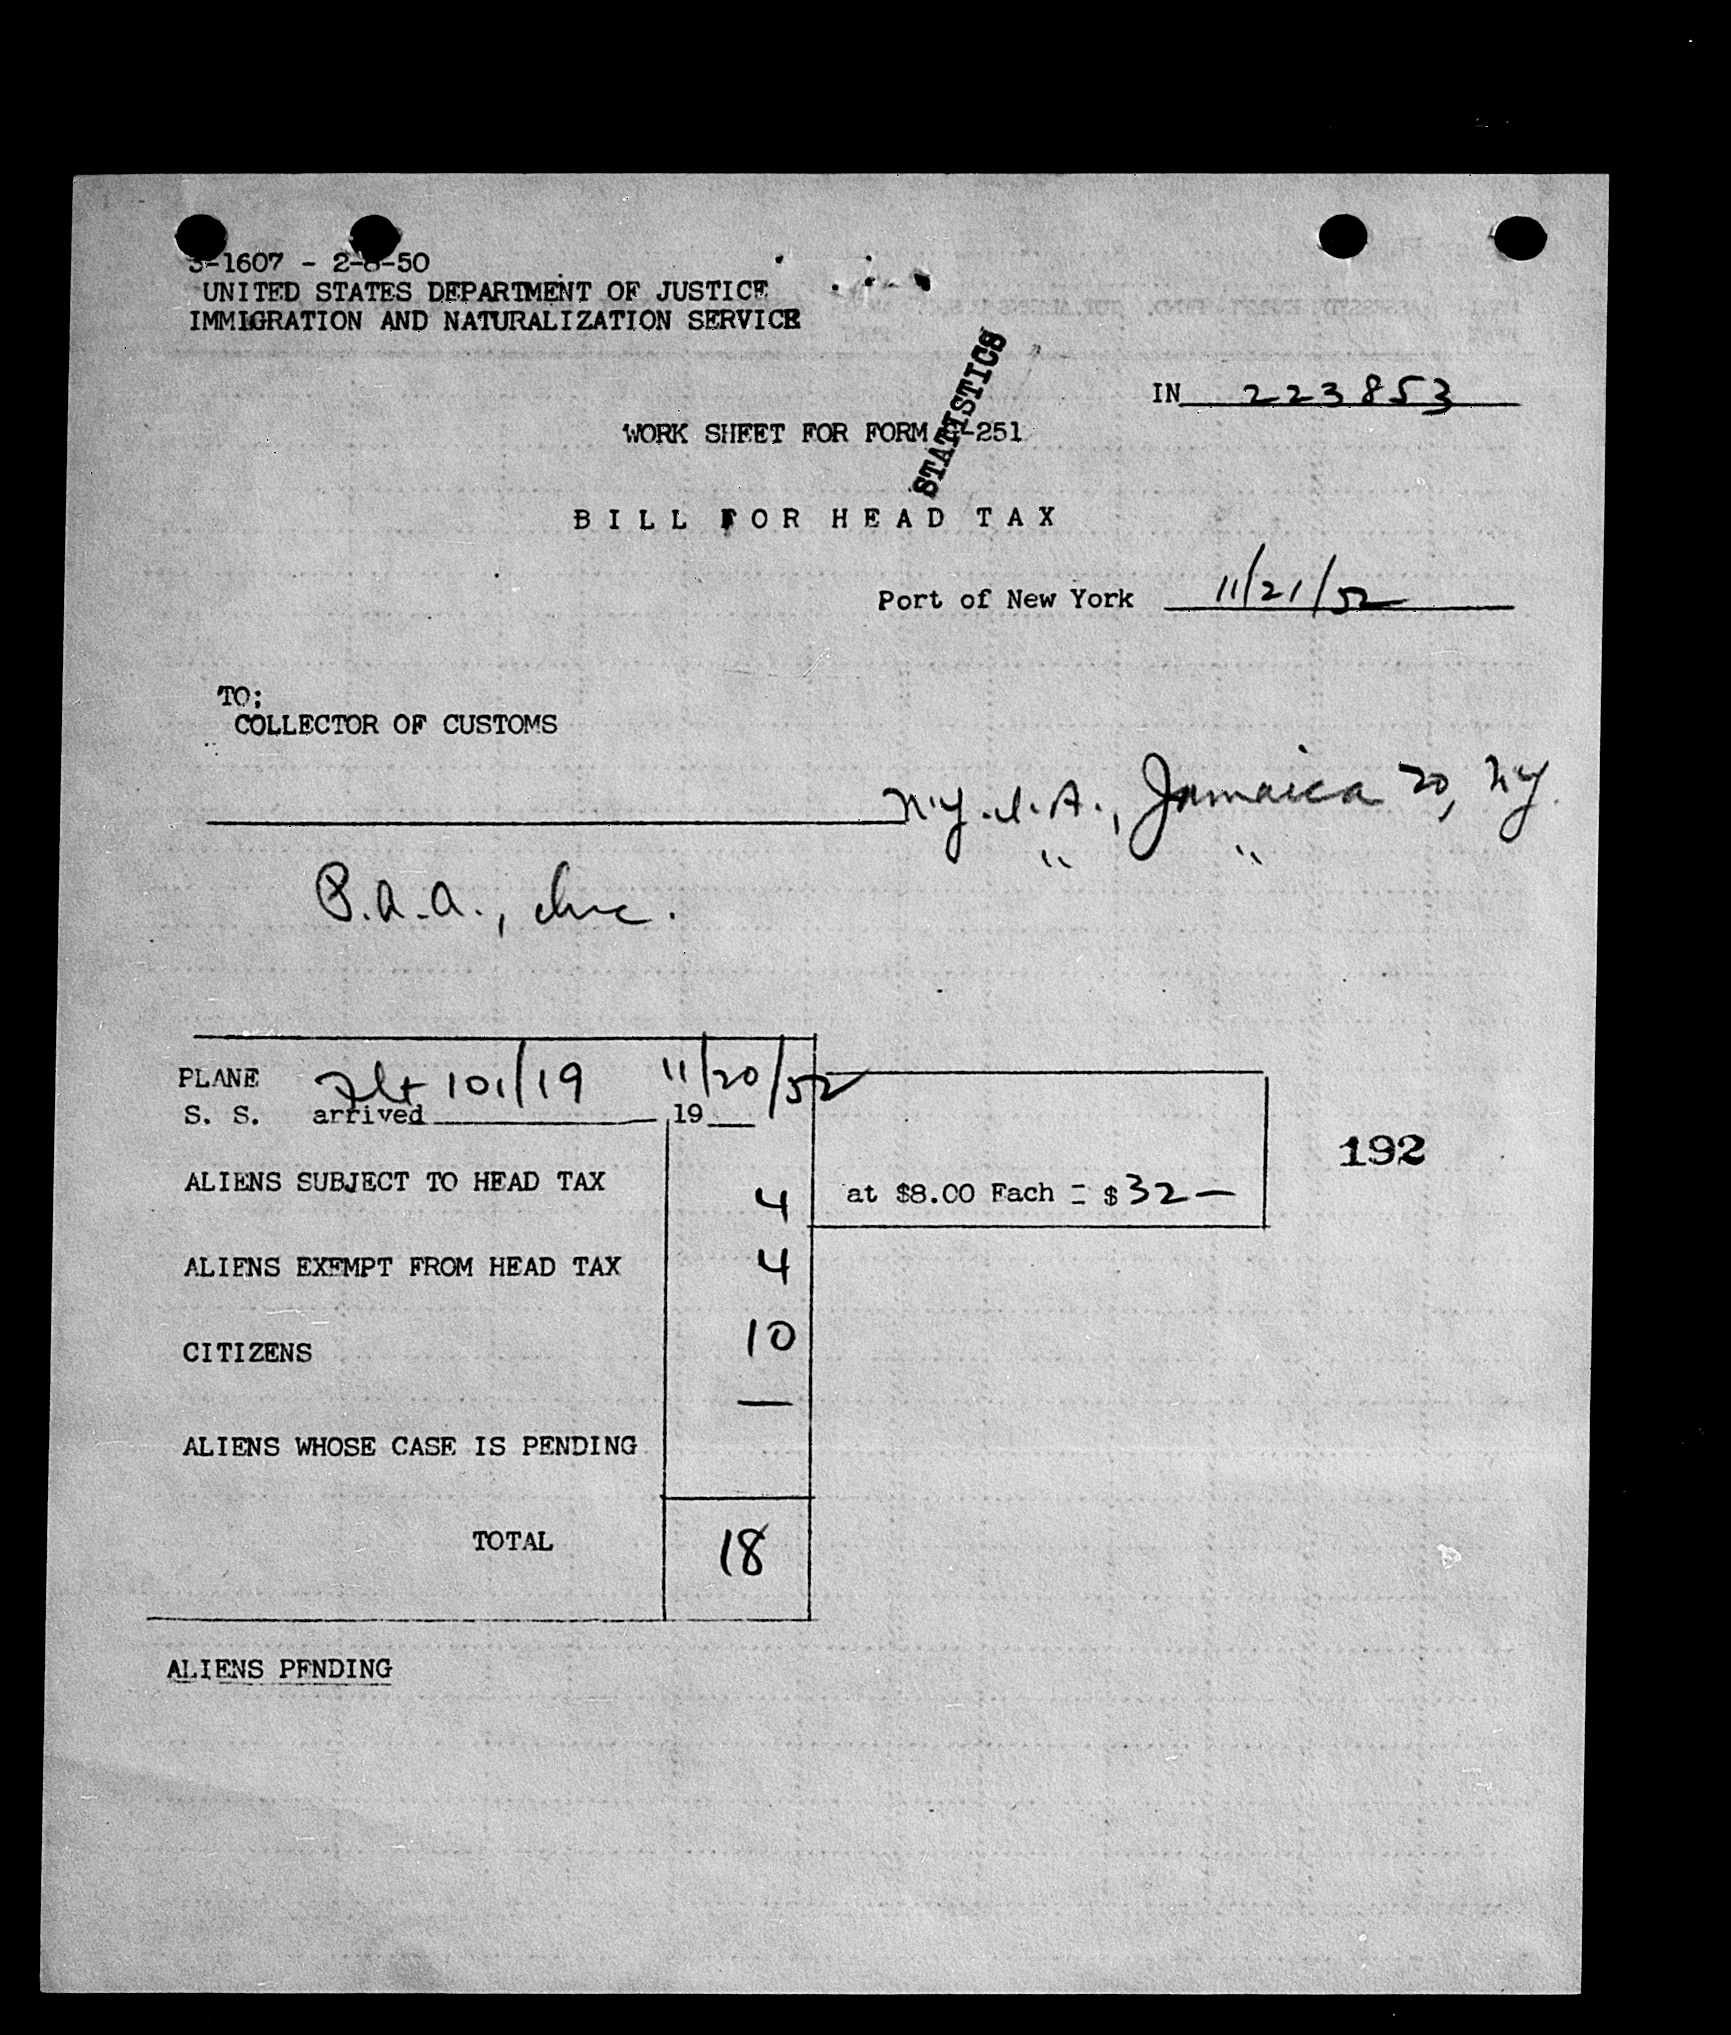 3-1607 - 2-8-50
UNITED STATES DEPARTMENT OF JUSTICE
IMMIGRATION AND NATURALIZATION SERVICE
STATISTICS
IN 223853
WORK SHEET FOR FORM -251
BILL FOR HEAD TAX
Port of New York 11/21/52
TO:
COLLECTOR OF CUSTOMS
N.Y.I.A., Jamaica 20, NY.
" "
P.A.A., Inc.
PLANE Flt 101/19 11/20/52
S. S. arrived 19
192
ALIENS SUBJECT TO HEAD TAX 4 at $8.00 Each = $32 —
ALIENS EXEMPT FROM HEAD TAX 4
CITIZENS 10
—
ALIENS WHOSE CASE IS PENDING
TOTAL 18
ALIENS PENDING